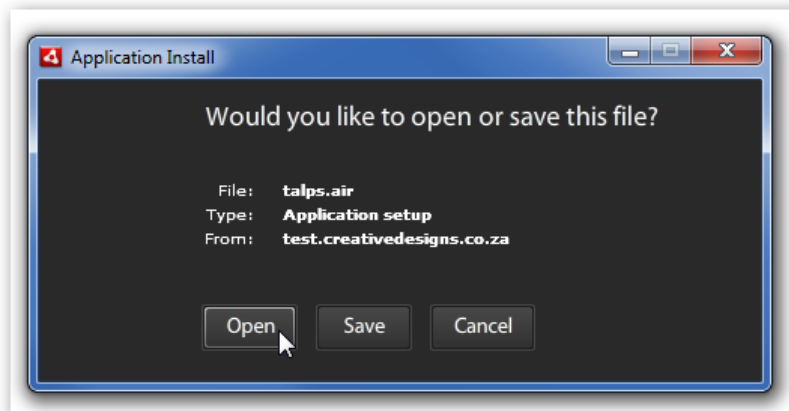 Application Install
Would you like to open or save this file?
File: talps.air
Type: Application setup
From: test.creativedesigns.co.za
Open Save Cancel